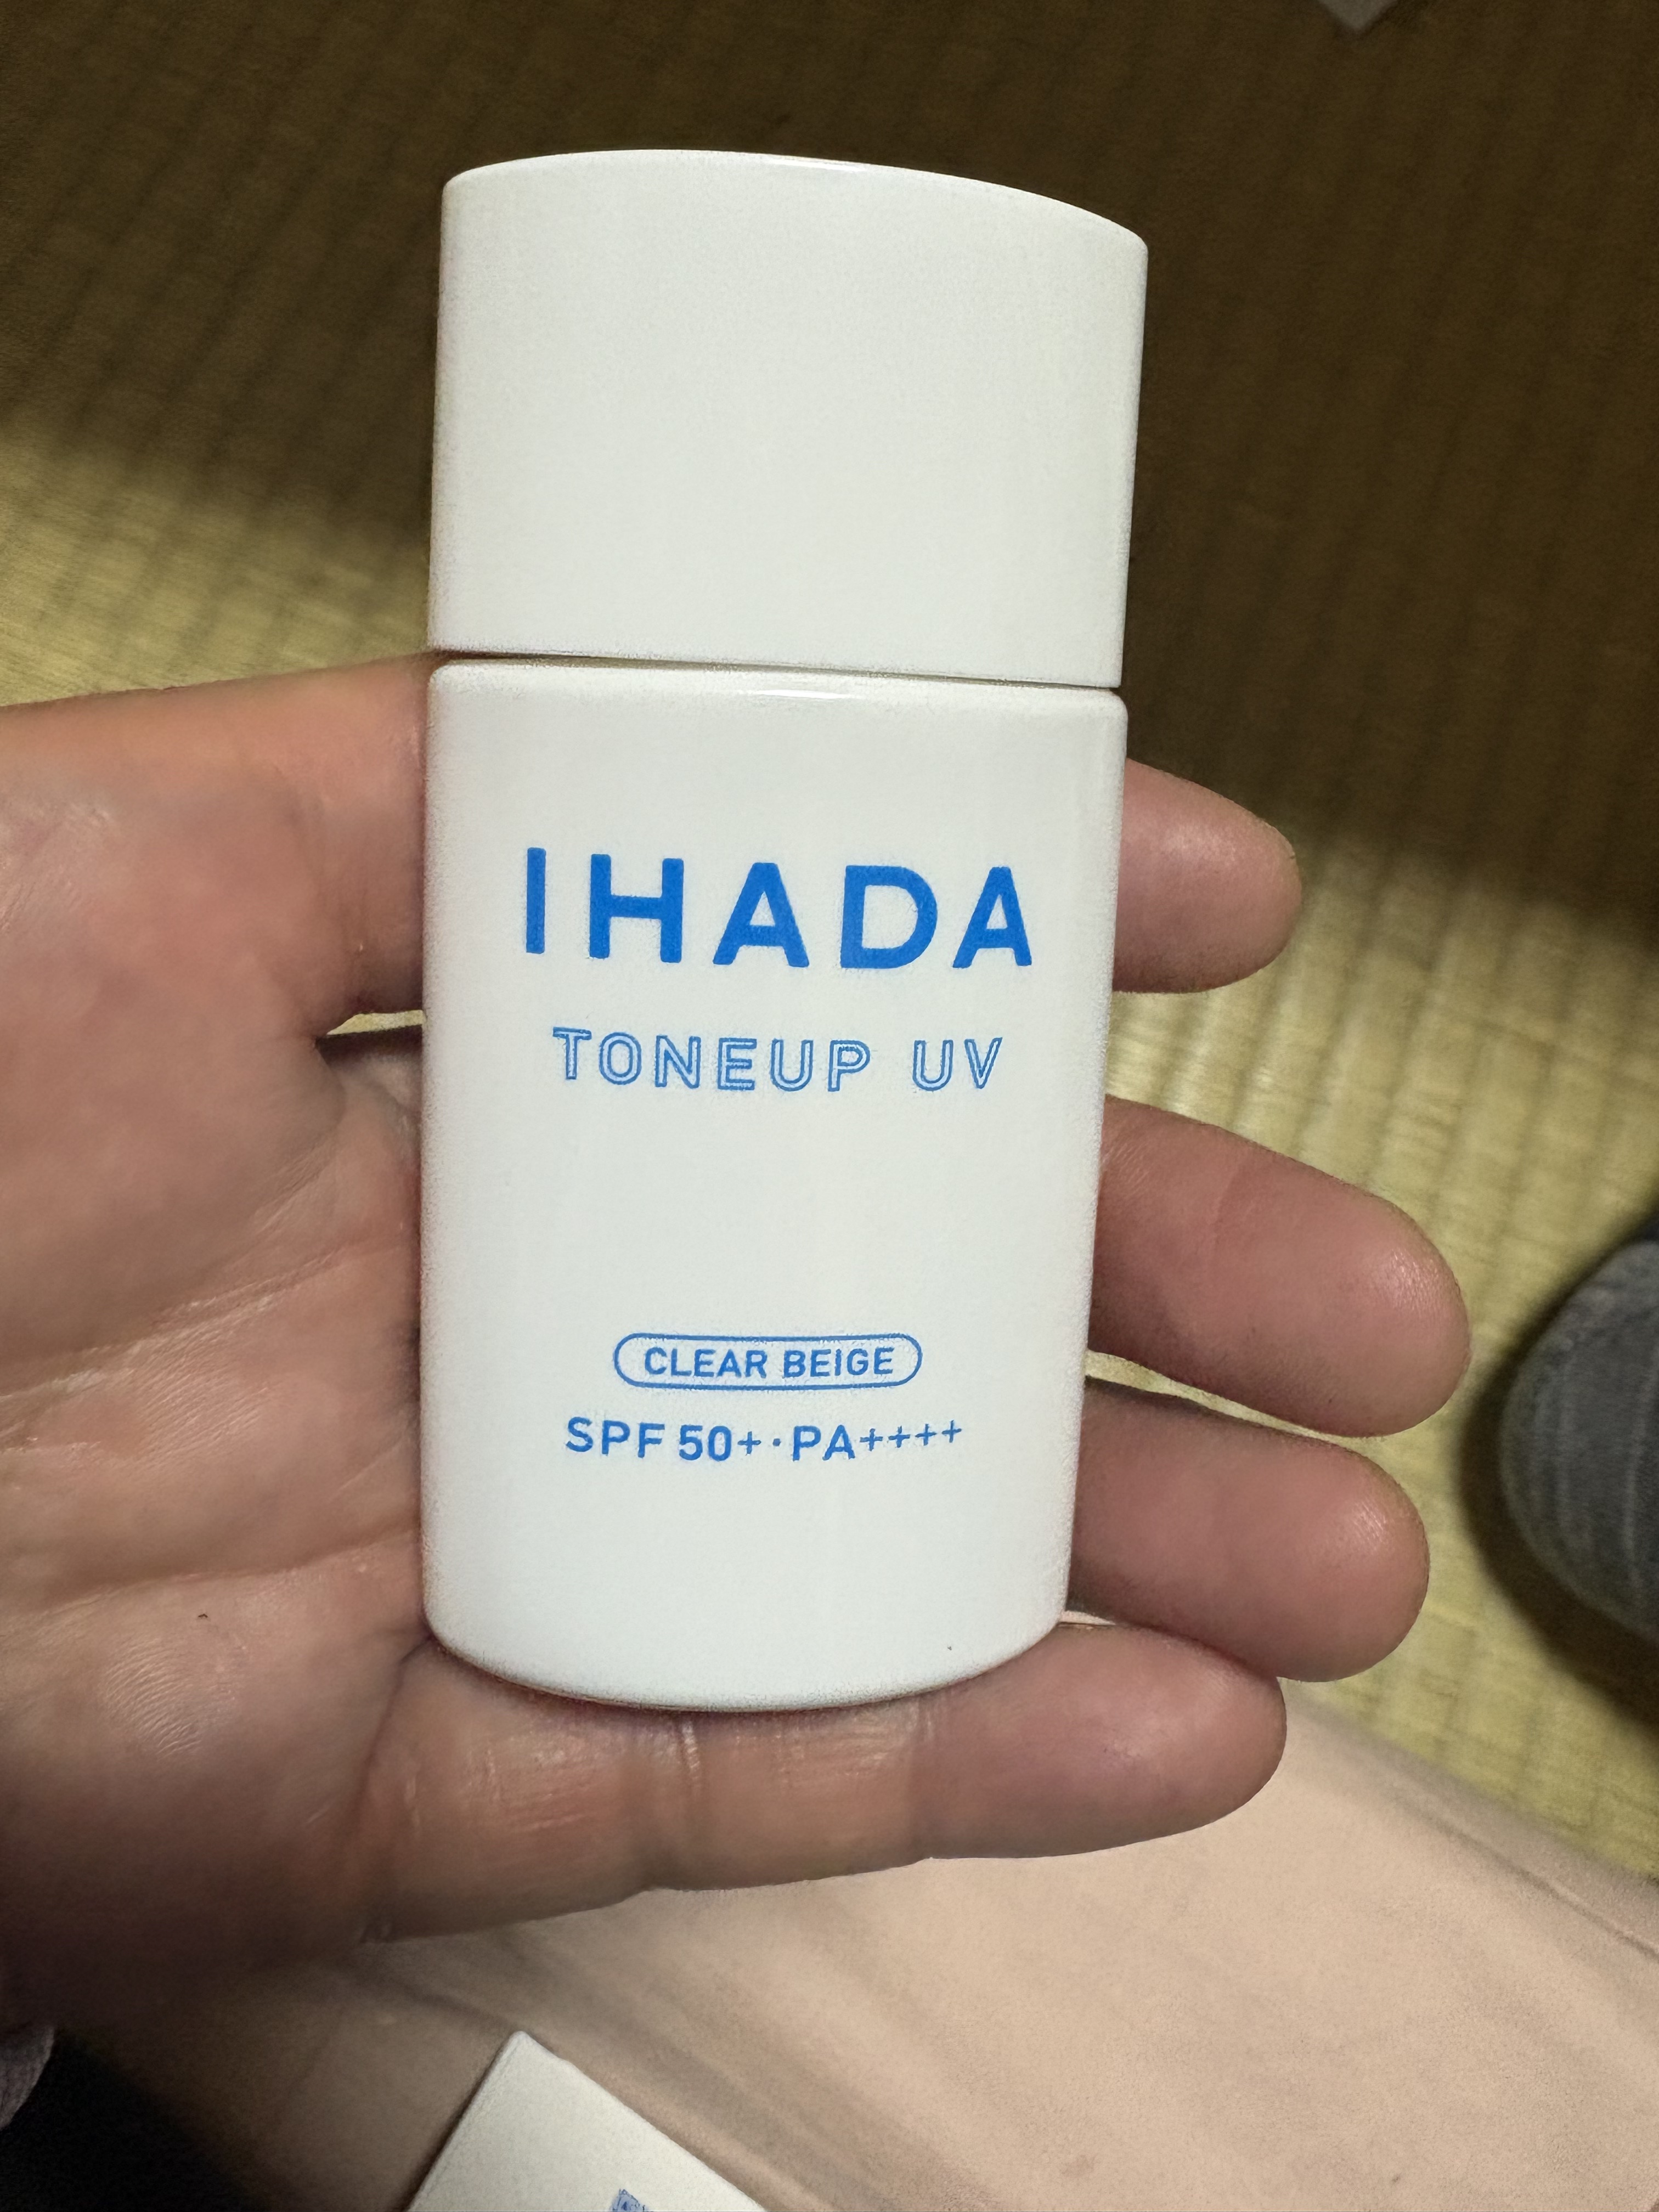 IHADA
TONEUP UV
CLEAR BEIGE
SPF 50+・PA++++